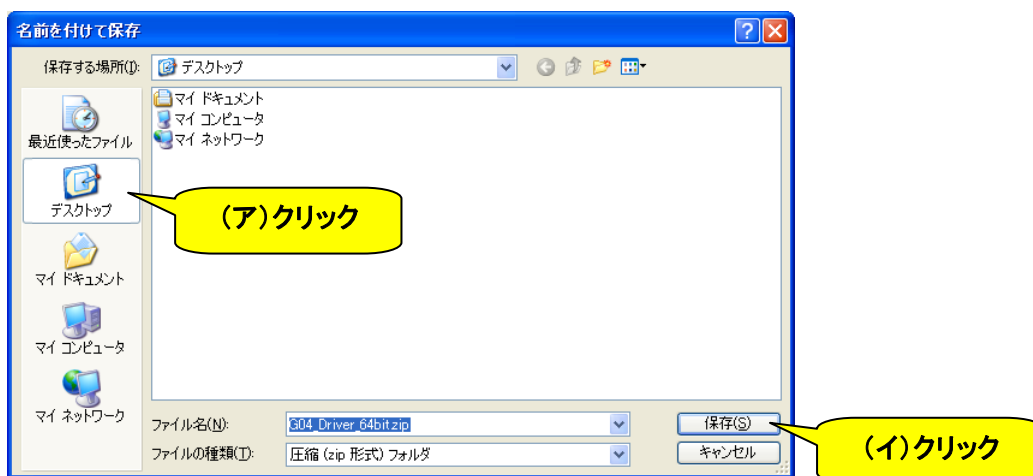 名前を付けて保存
保存する場所(I): デスクトップ
最近使ったファイル
デスクトップ
マイ ドキュメント
マイ コンピュータ
マイ ネットワーク
マイ ドキュメント
マイ コンピュータ
マイ ネットワーク
(ア)クリック
ファイル名(N): G04_Driver_64bit.zip 保存(S)
ファイルの種類(T): 圧縮 (zip 形式) フォルダ キャンセル
(イ)クリック